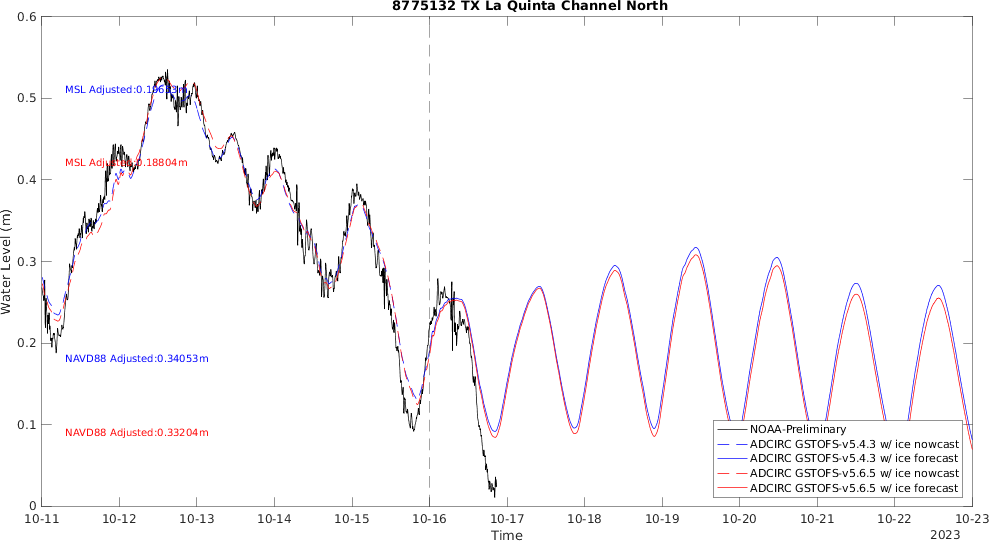 8775132 TX La Quinta Channel North
Water Level (m)
0.6
0.5
0.4
0.3
0.2
0.1
0
MSL Adjusted:
MSL Adjusted:0.18804m
NAVD88 Adjusted:0.34053m
NAVD88 Adjusted:0.33204m
NOAA-Preliminary
ADCIRC GSTOFS-v5.4.3 w/ ice nowcast
ADCIRC GSTOFS-v5.4.3 w/ ice forecast
ADCIRC GSTOFS-v5.6.5 w/ ice nowcast
ADCIRC GSTOFS-v5.6.5 w/ ice forecast
10-11 10-12 10-13 10-14 10-15 10-16 10-17 10-18 10-19 10-20 10-21 10-22 10-23
Time
2023